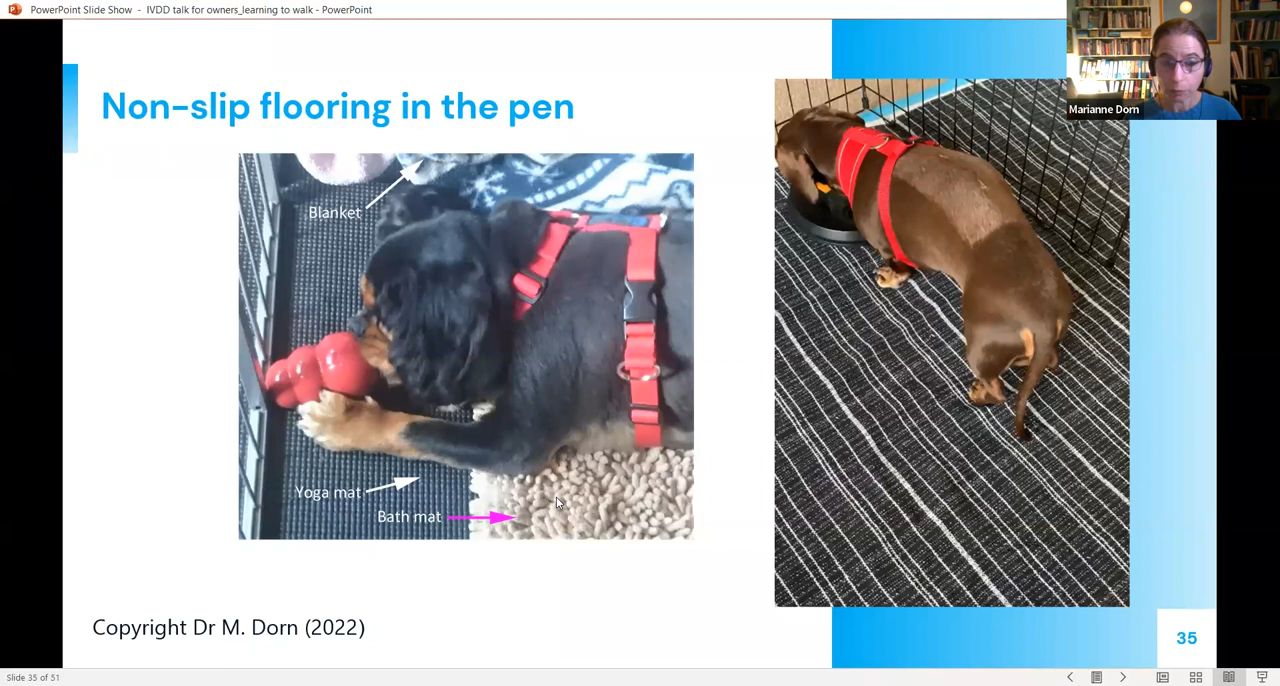 PowerPoint Slide Show - IVDD talk for owners_learning to walk - PowerPoint
Marianne Dorn
Non-slip flooring in the pen
Blanket
Yoga mat
Bath mat
Copyright Dr M. Dorn (2022)
35
Slide 35 of 51